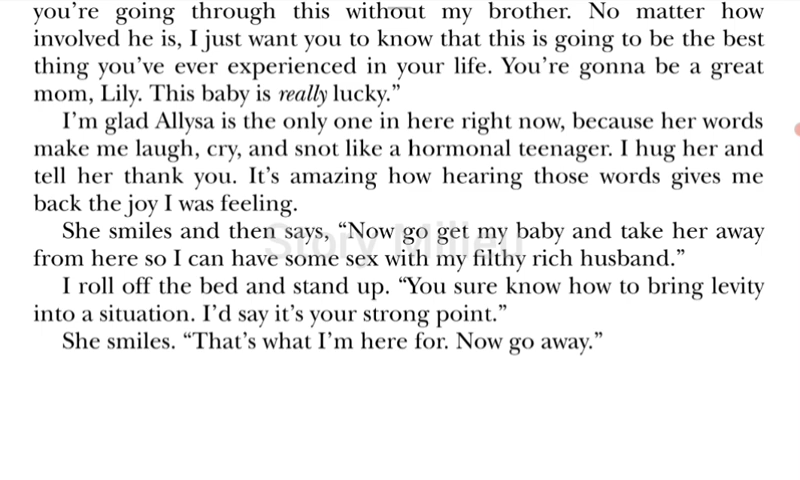 you’re going through this without my brother. No matter how
involved he is, I just want you to know that this is going to be the best
thing you’ve ever experienced in your life. You’re gonna be a great
mom, Lily. This baby is really lucky.”
I’m glad Allysa is the only one in here right now, because her words
make me laugh, cry, and snot like a hormonal teenager. I hug her and
tell her thank you. It’s amazing how hearing those words gives me
back the joy I was feeling.
She smiles and then says, “Now go get my baby and take her away
from here so I can have some sex with my filthy rich husband.”
I roll off the bed and stand up. “You sure know how to bring levity
into a situation. I’d say it’s your strong point.”
She smiles. “That’s what I’m here for. Now go away.”